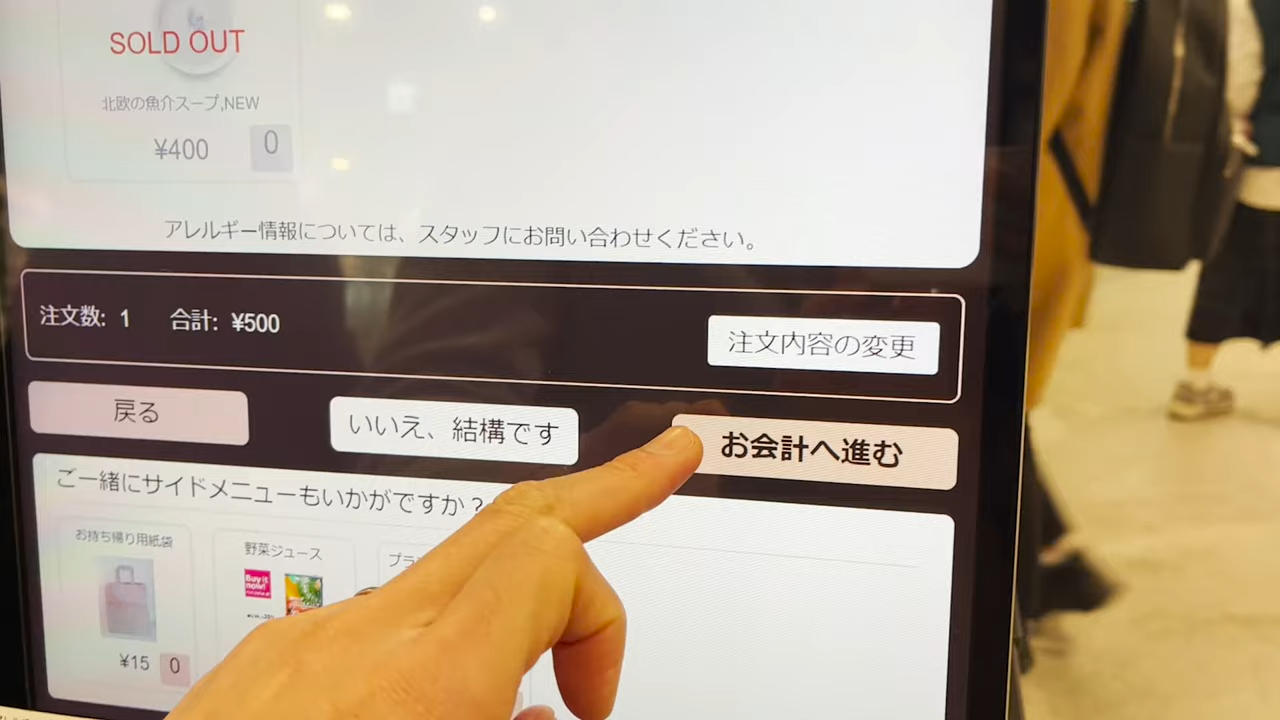 SOLD OUT
北欧の魚介スープ,NEW
¥400
0
アレルギー情報については、スタッフにお問い合わせください。
注文数: 1 合計: ¥500
注文内容の変更
戻る
いいえ、結構です
お会計へ進む
ご一緒にサイドメニューもいかがですか?
お持ち帰り用紙袋
¥15
0
野菜ジュース
Buy it
now!
プラ